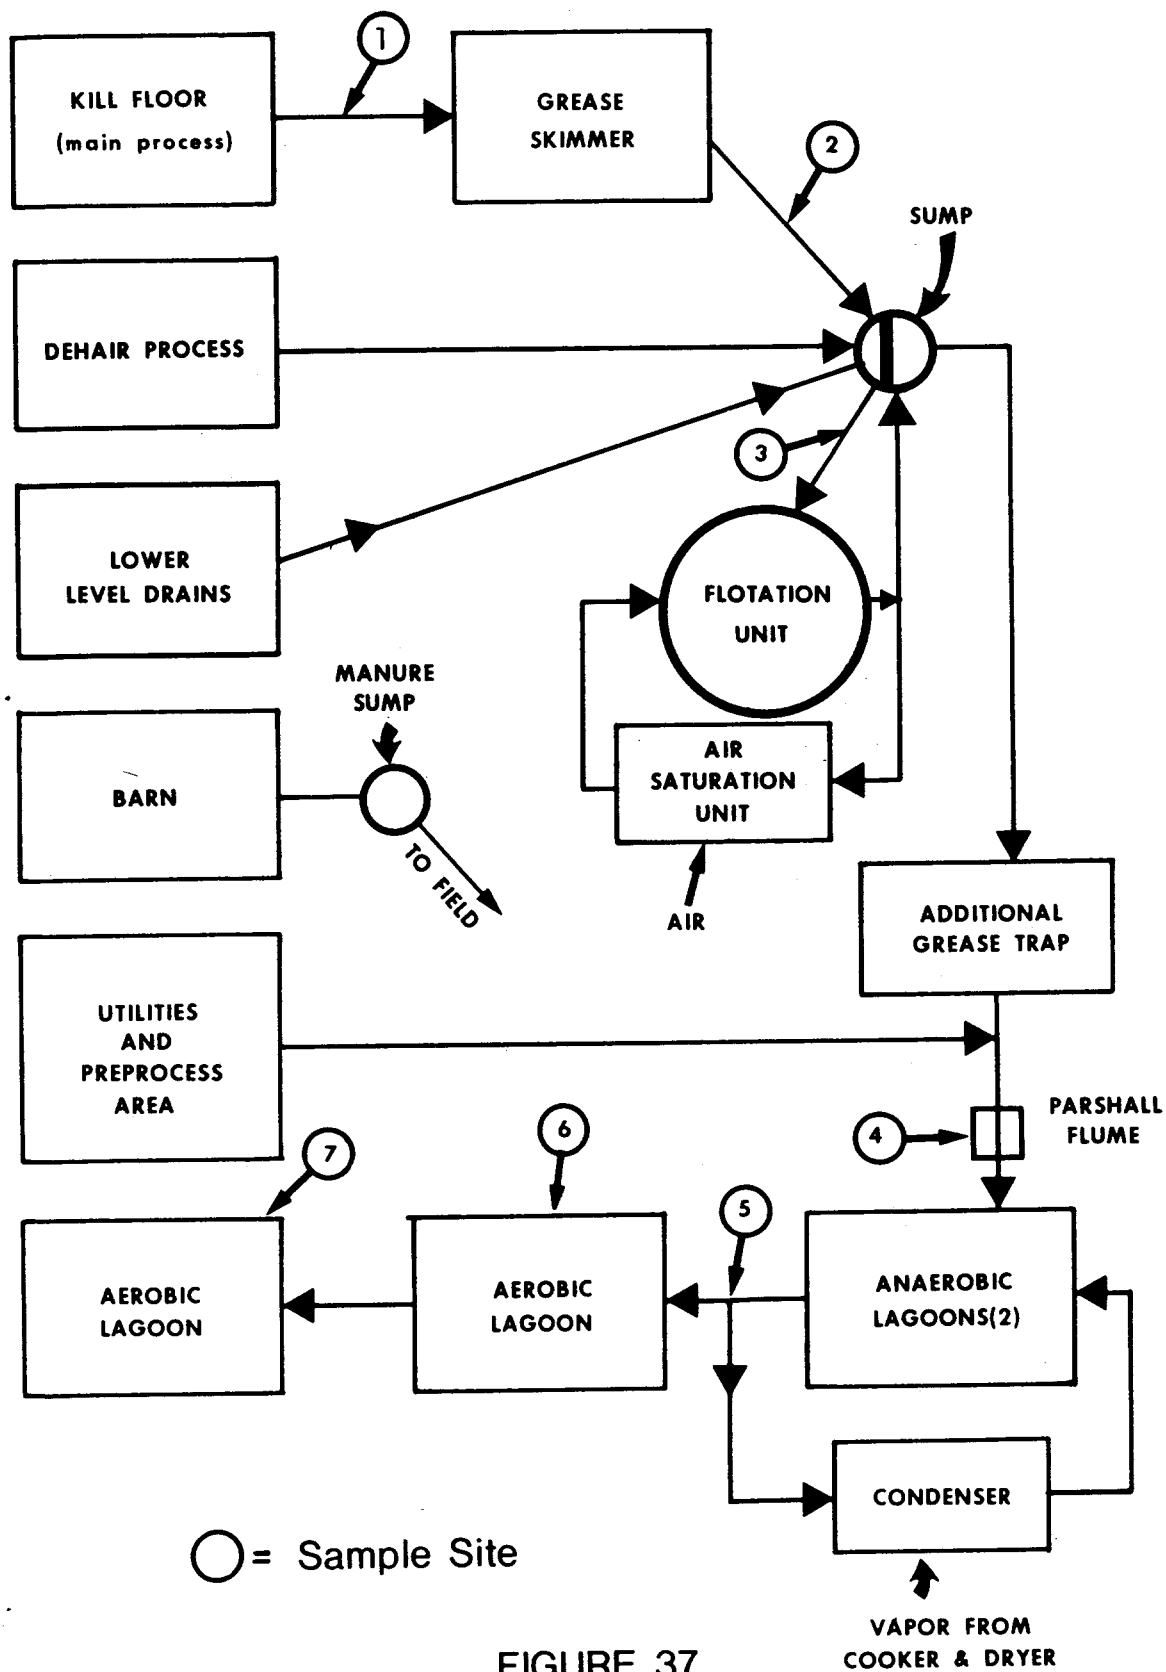 1
KILL FLOOR
(main process)
GREASE
SKIMMER
2
SUMP
DEHAIR PROCESS
3
LOWER
LEVEL DRAINS
FLOTATION
UNIT
MANURE
SUMP
AIR
SATURATION
UNIT
BARN
TO FIELD
AIR
ADDITIONAL
GREASE TRAP
UTILITIES
AND
PREPROCESS
AREA
PARSHALL
FLUME
4
6
7
5
AEROBIC
LAGOON
AEROBIC
LAGOON
ANAEROBIC
LAGOONS(2)
CONDENSER
= Sample Site
VAPOR FROM
COOKER & DRYER
FIGURE 37